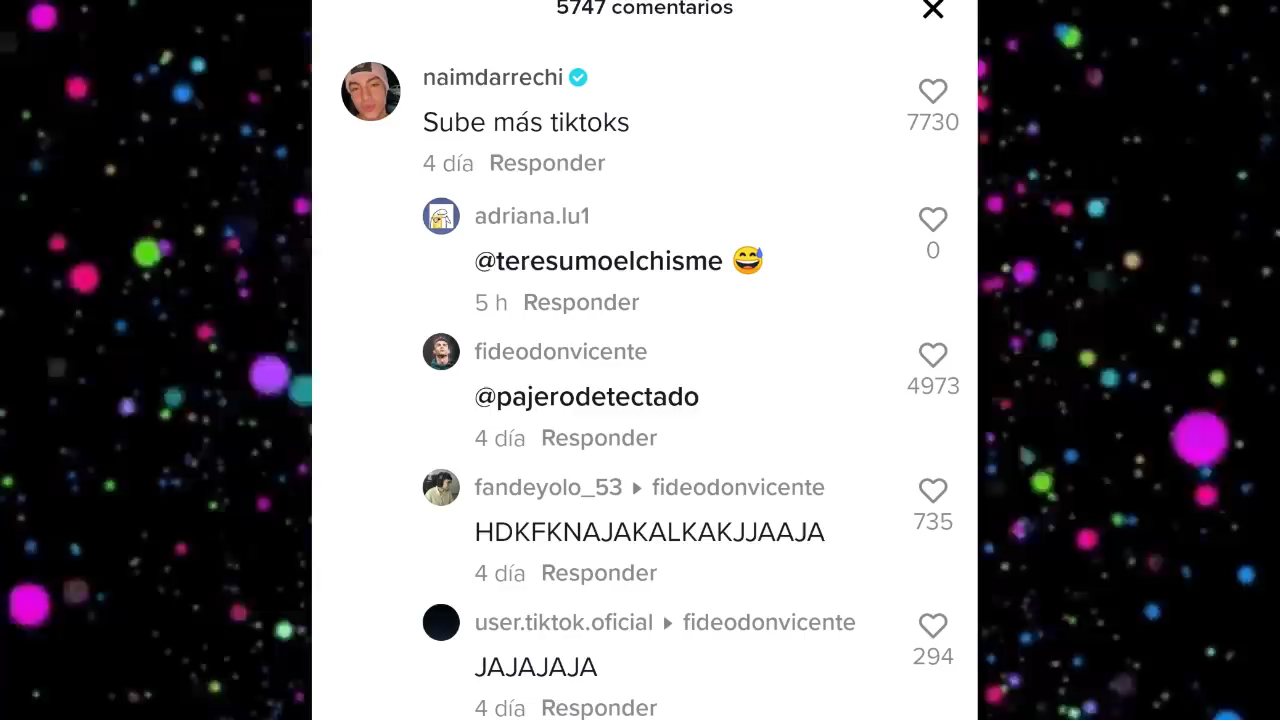 5747 comentarios
naimdarrechi
Sube más tiktoks
7730
4 día Responder
adriana.lu1
@teresumoelchisme 😅
0
5 h Responder
fideodonvicente
@pajerodetectado
4973
4 día Responder
fandeyolo_53 ▸ fideodonvicente
HDKFKNAJAKALKAKJJAAJA
735
4 día Responder
user.tiktok.oficial ▸ fideodonvicente
JAJAJAJA
294
4 día Responder